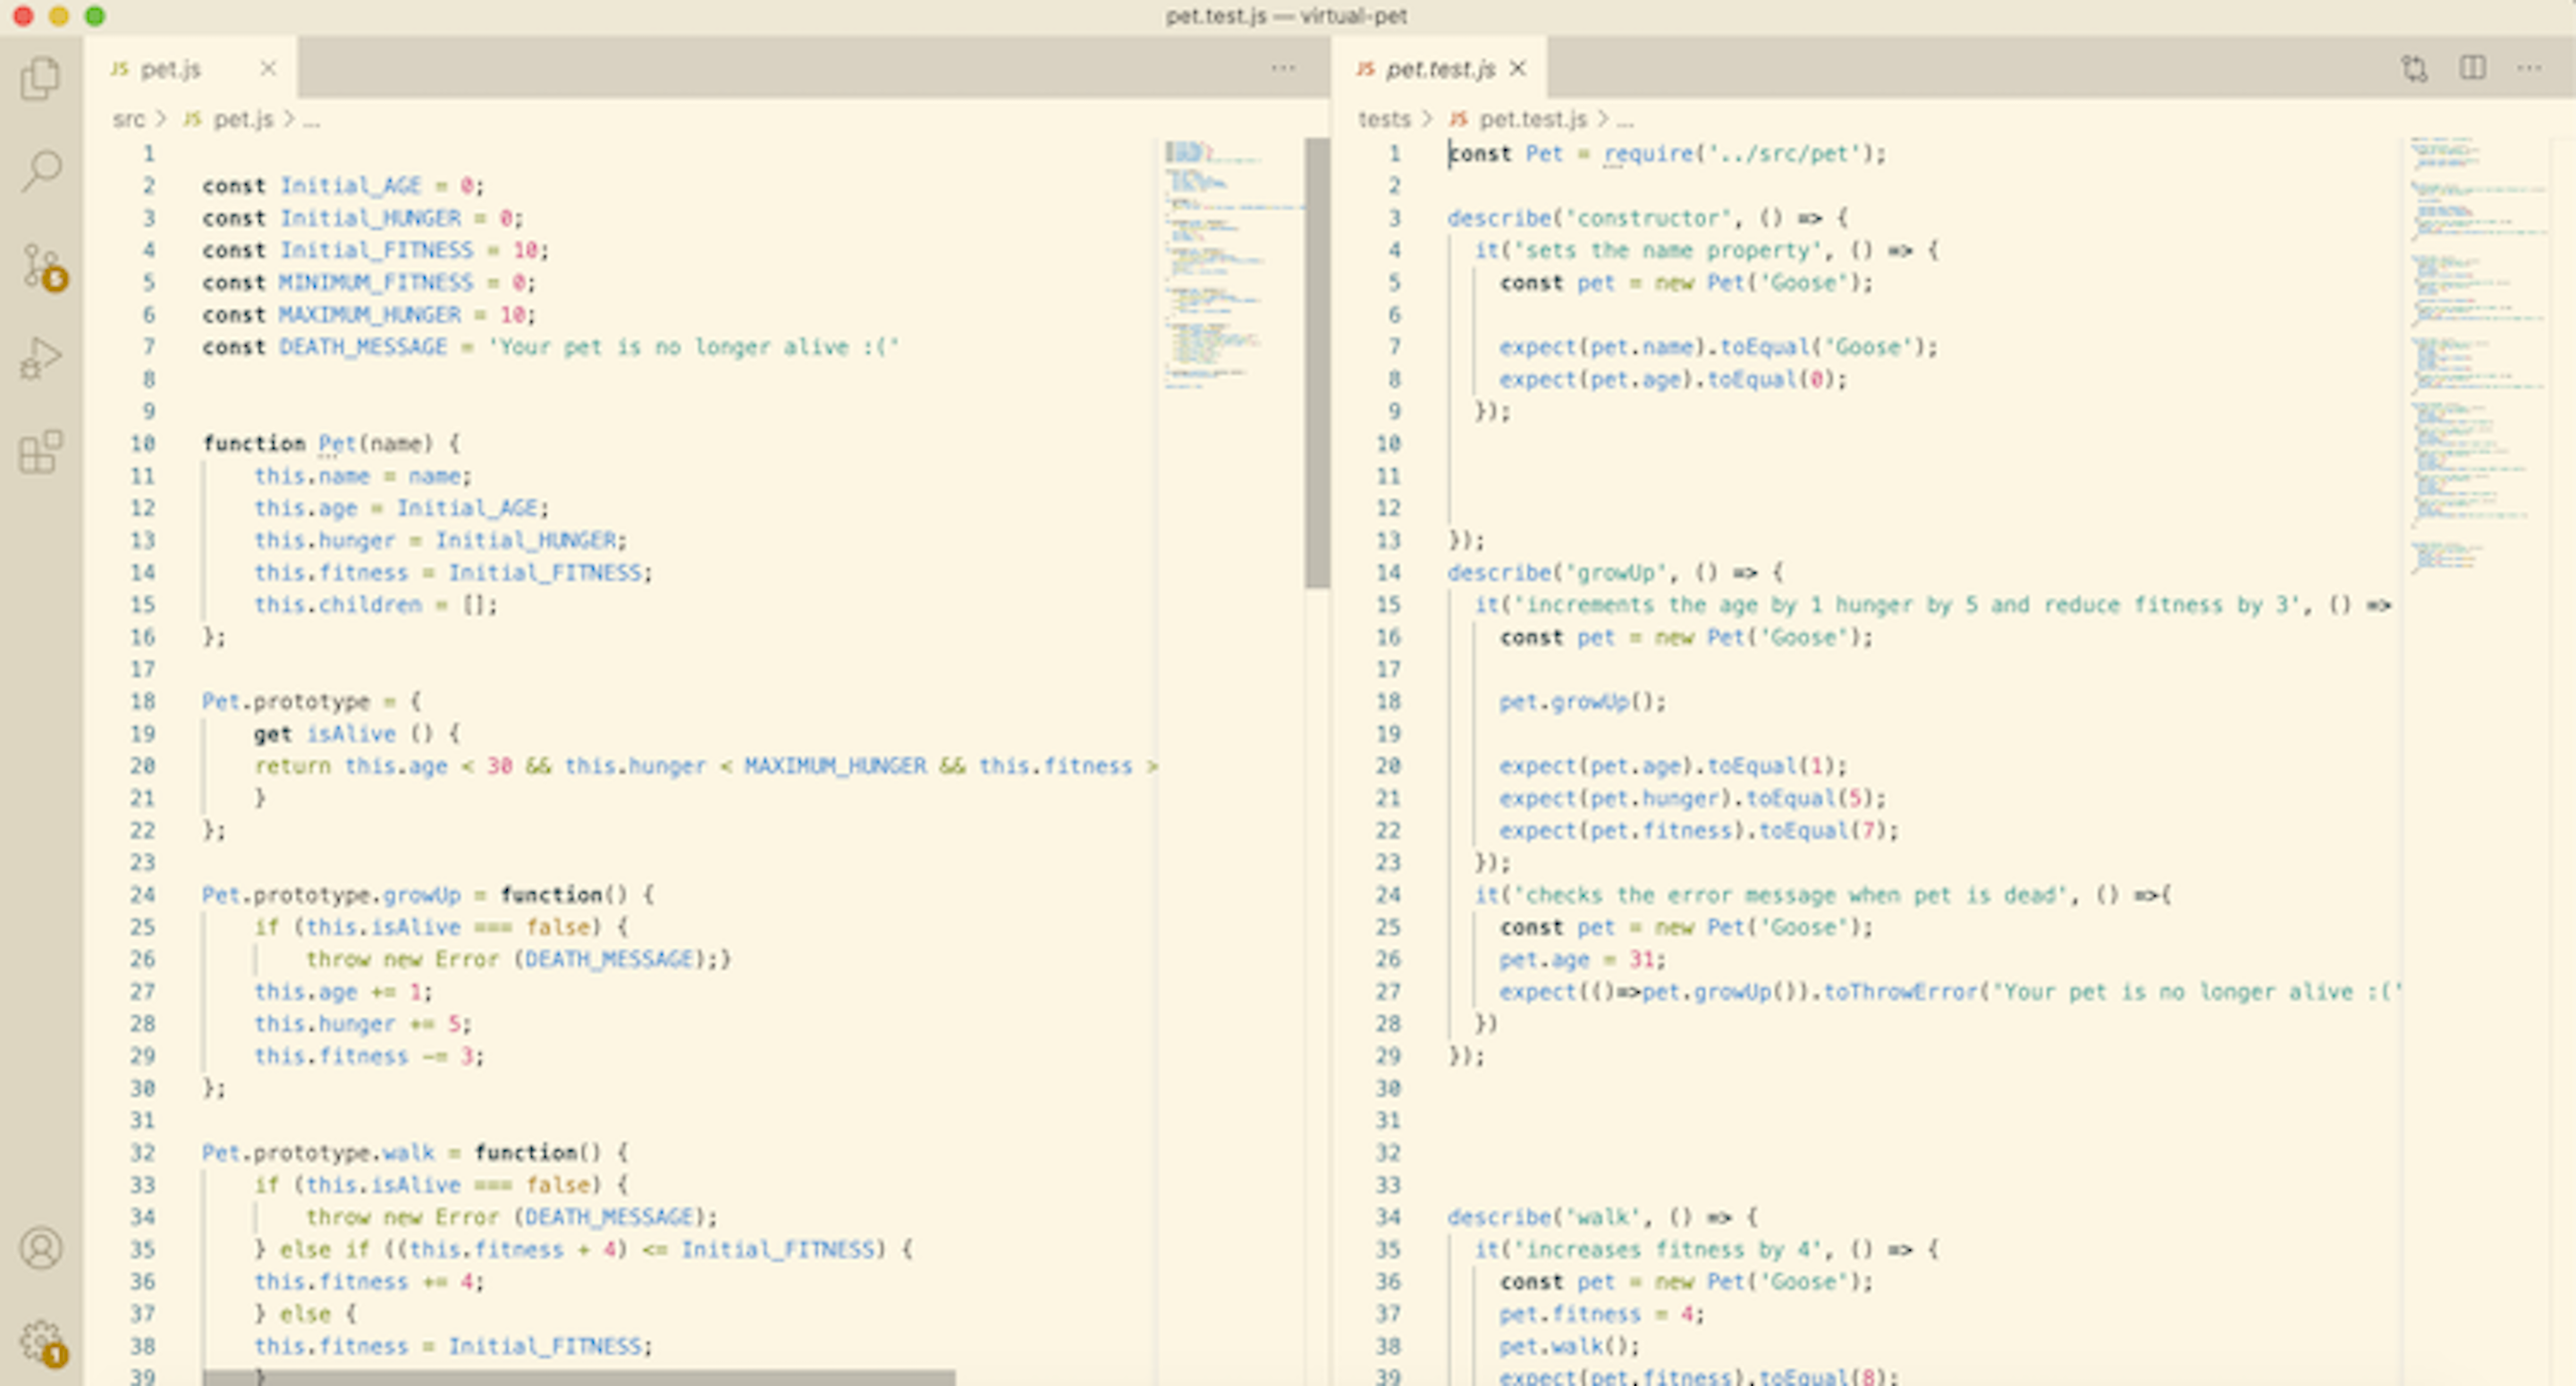 pet.test.js — virtual-pet
JS pet.js
src > JS pet.js > ...
1
2 const Initial_AGE = 0;
3 const Initial_HUNGER = 0;
4 const Initial_FITNESS = 10;
5 const MINIMUM_FITNESS = 0;
6 const MAXIMUM_HUNGER = 10;
7 const DEATH_MESSAGE = 'Your pet is no longer alive :('
8
9
10 function Pet(name) {
11 this.name = name;
12 this.age = Initial_AGE;
13 this.hunger = Initial_HUNGER;
14 this.fitness = Initial_FITNESS;
15 this.children = [];
16 };
17
18 Pet.prototype = {
19 get isAlive () {
20 return this.age < 30 && this.hunger < MAXIMUM_HUNGER && this.fitness >
21 }
22 };
23
24 Pet.prototype.growUp = function() {
25 if (this.isAlive === false) {
26 throw new Error (DEATH_MESSAGE);}
27 this.age += 1;
28 this.hunger += 5;
29 this.fitness -= 3;
30 };
31
32 Pet.prototype.walk = function() {
33 if (this.isAlive === false) {
34 throw new Error (DEATH_MESSAGE);
35 } else if ((this.fitness + 4) <= Initial_FITNESS) {
36 this.fitness += 4;
37 } else {
38 this.fitness = Initial_FITNESS;
39 }
JS pet.test.js
tests > JS pet.test.js > ...
1 const Pet = require('../src/pet');
2
3 describe('constructor', () => {
4 it('sets the name property', () => {
5 const pet = new Pet('Goose');
6
7 expect(pet.name).toEqual('Goose');
8 expect(pet.age).toEqual(0);
9 });
10
11
12
13 });
14 describe('growUp', () => {
15 it('increments the age by 1 hunger by 5 and reduce fitness by 3', () =>
16 const pet = new Pet('Goose');
17
18 pet.growUp();
19
20 expect(pet.age).toEqual(1);
21 expect(pet.hunger).toEqual(5);
22 expect(pet.fitness).toEqual(7);
23 });
24 it('checks the error message when pet is dead', () =>{
25 const pet = new Pet('Goose');
26 pet.age = 31;
27 expect(()=>pet.growUp()).toThrowError('Your pet is no longer alive :('
28 })
29 });
30
31
32
33
34 describe('walk', () => {
35 it('increases fitness by 4', () => {
36 const pet = new Pet('Goose');
37 pet.fitness = 4;
38 pet.walk();
39 expect(pet.fitness).toEqual(8);
5
1